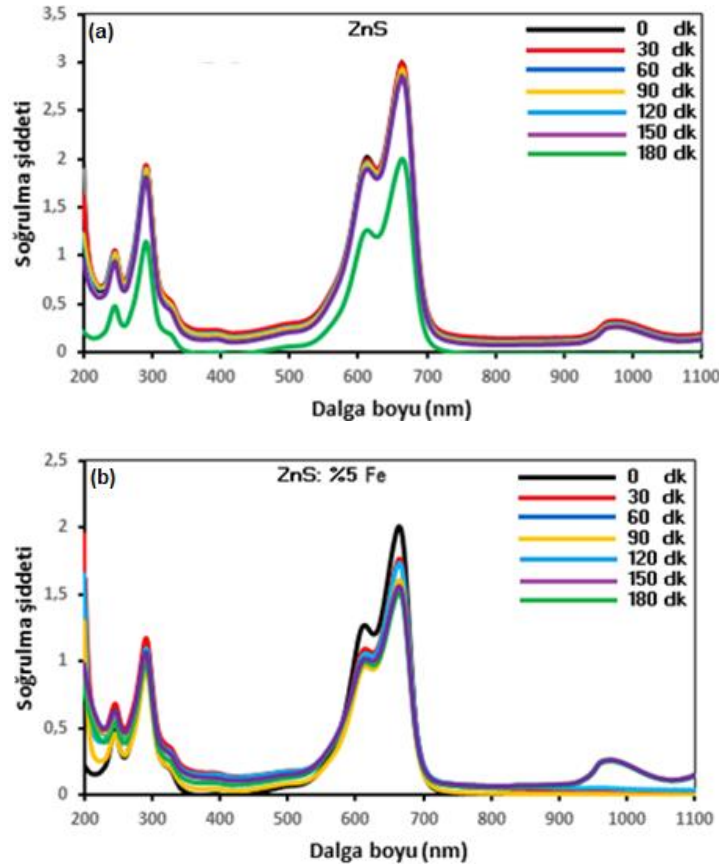 (a)
ZnS
0 dk
30 dk
60 dk
90 dk
120 dk
150 dk
180 dk
3,5
3
2,5
2
1,5
1
0,5
0
Soğrulma şiddeti
200 300 400 500 600 700 800 900 1000 1100
Dalga boyu (nm)
(b)
ZnS: %5 Fe
0 dk
30 dk
60 dk
90 dk
120 dk
150 dk
180 dk
2,5
2
1,5
1
0,5
0
Soğrulma şiddeti
200 300 400 500 600 700 800 900 1000 1100
Dalga boyu (nm)